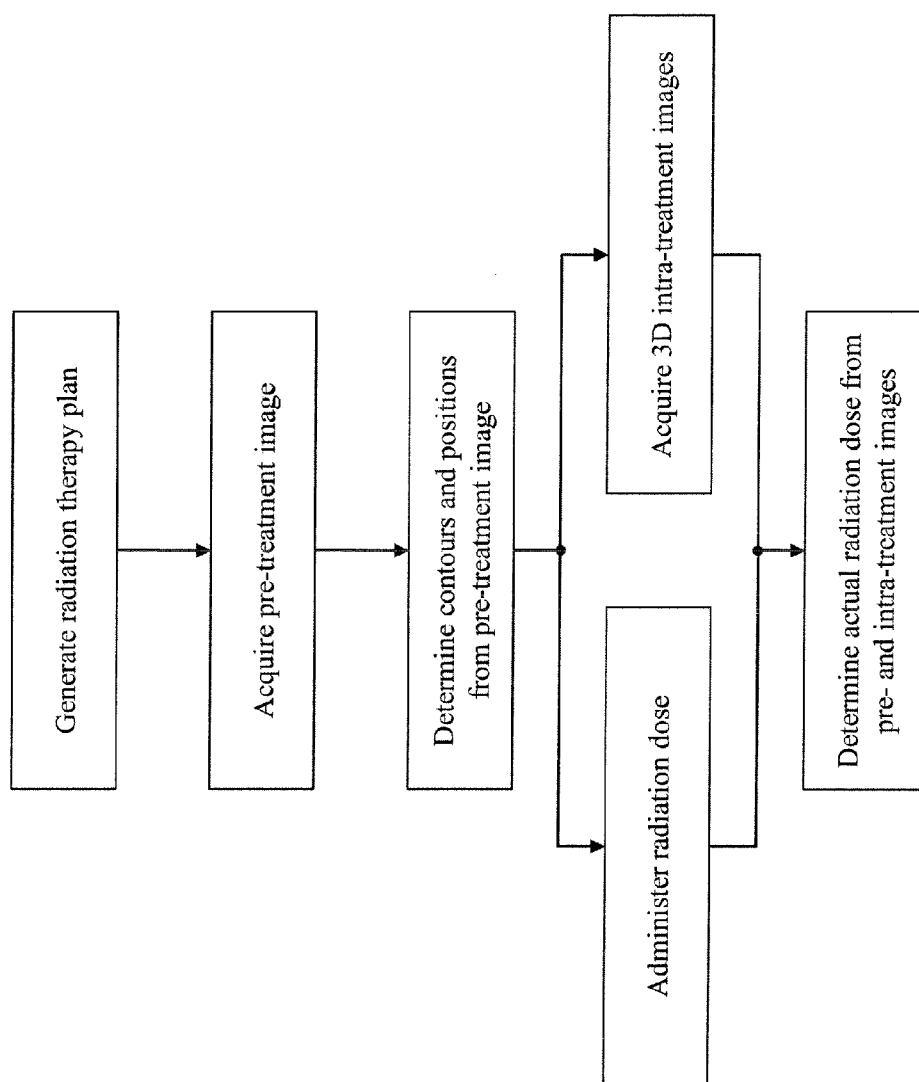 Generate radiation therapy plan
Acquire pre-treatment image
Determine contours and positions
from pre-treatment image
Administer radiation dose
Acquire 3D intra-treatment images
Determine actual radiation dose from
pre- and intra-treatment images